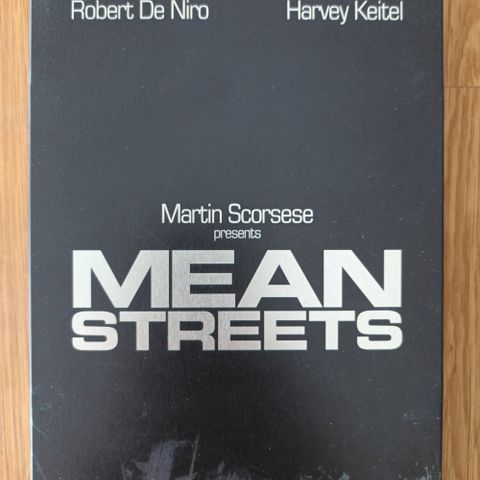 Robert De Niro Harvey Keitel
Martin Scorsese
presents
MEAN
STREETS